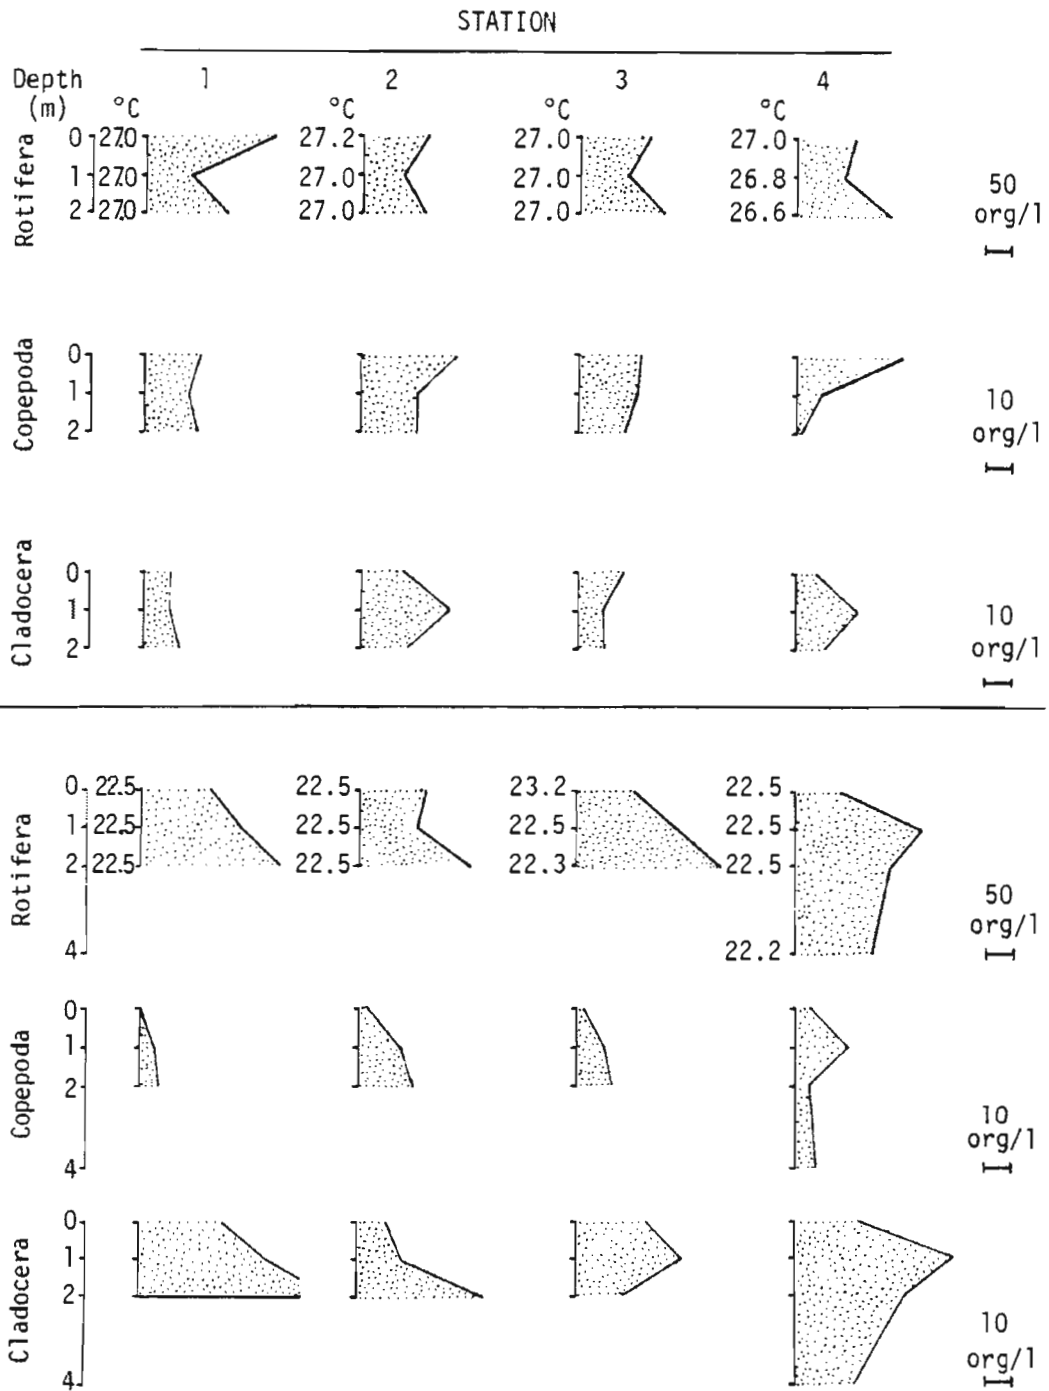 STATION
Depth 1 2 3 4
(m) °C °C °C °C
Rotifera
0 27.0 27.2 27.0 27.0
1 27.0 27.0 27.0 26.8
2 27.0 27.0 27.0 26.6
50
org/l
Copepoda
0
1
2
10
org/l
Cladocera
0
1
2
10
org/l
Rotifera
0 22.5 22.5 23.2 22.5
1 22.5 22.5 22.5 22.5
2 22.5 22.5 22.3 22.5
4 22.2
50
org/l
Copepoda
0
1
2
4
10
org/l
Cladocera
0
1
2
4
10
org/l